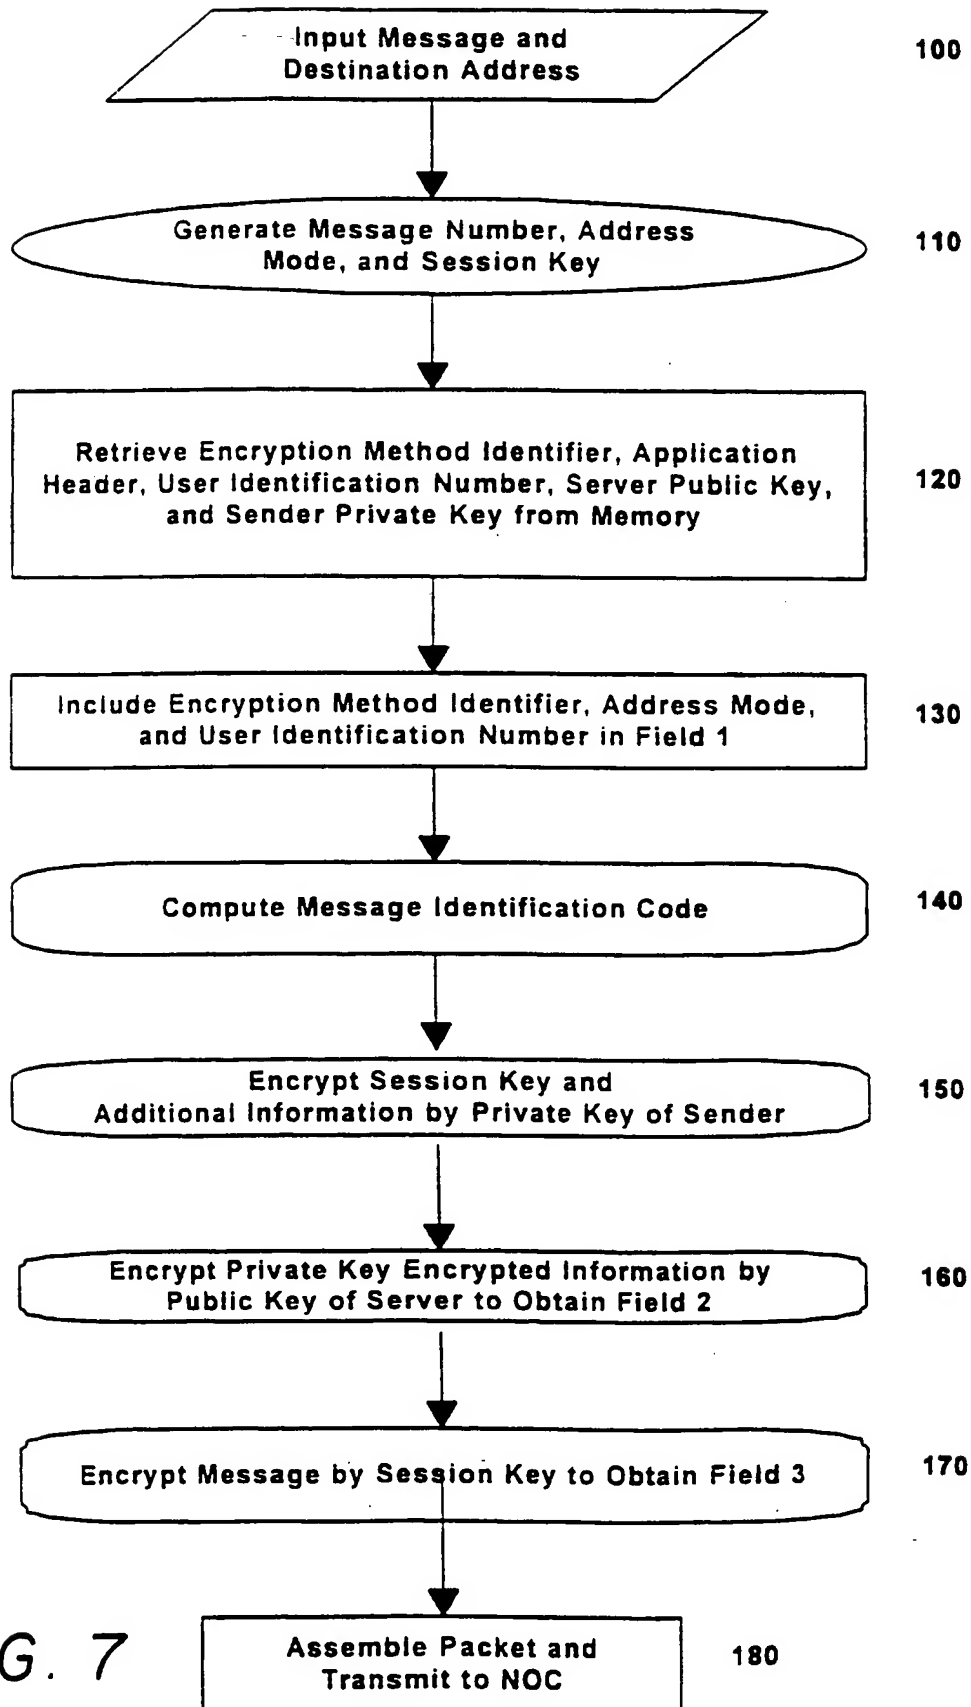 Input Message and
Destination Address
100
Generate Message Number, Address
Mode, and Session Key
110
Retrieve Encryption Method Identifier, Application
Header, User Identification Number, Server Public Key,
and Sender Private Key from Memory
120
Include Encryption Method Identifier, Address Mode,
and User Identification Number in Field 1
130
Compute Message Identification Code
140
Encrypt Session Key and
Additional Information by Private Key of Sender
150
Encrypt Private Key Encrypted Information by
Public Key of Server to Obtain Field 2
160
Encrypt Message by Session Key to Obtain Field 3
170
Assemble Packet and
Transmit to NOC
180
G. 7